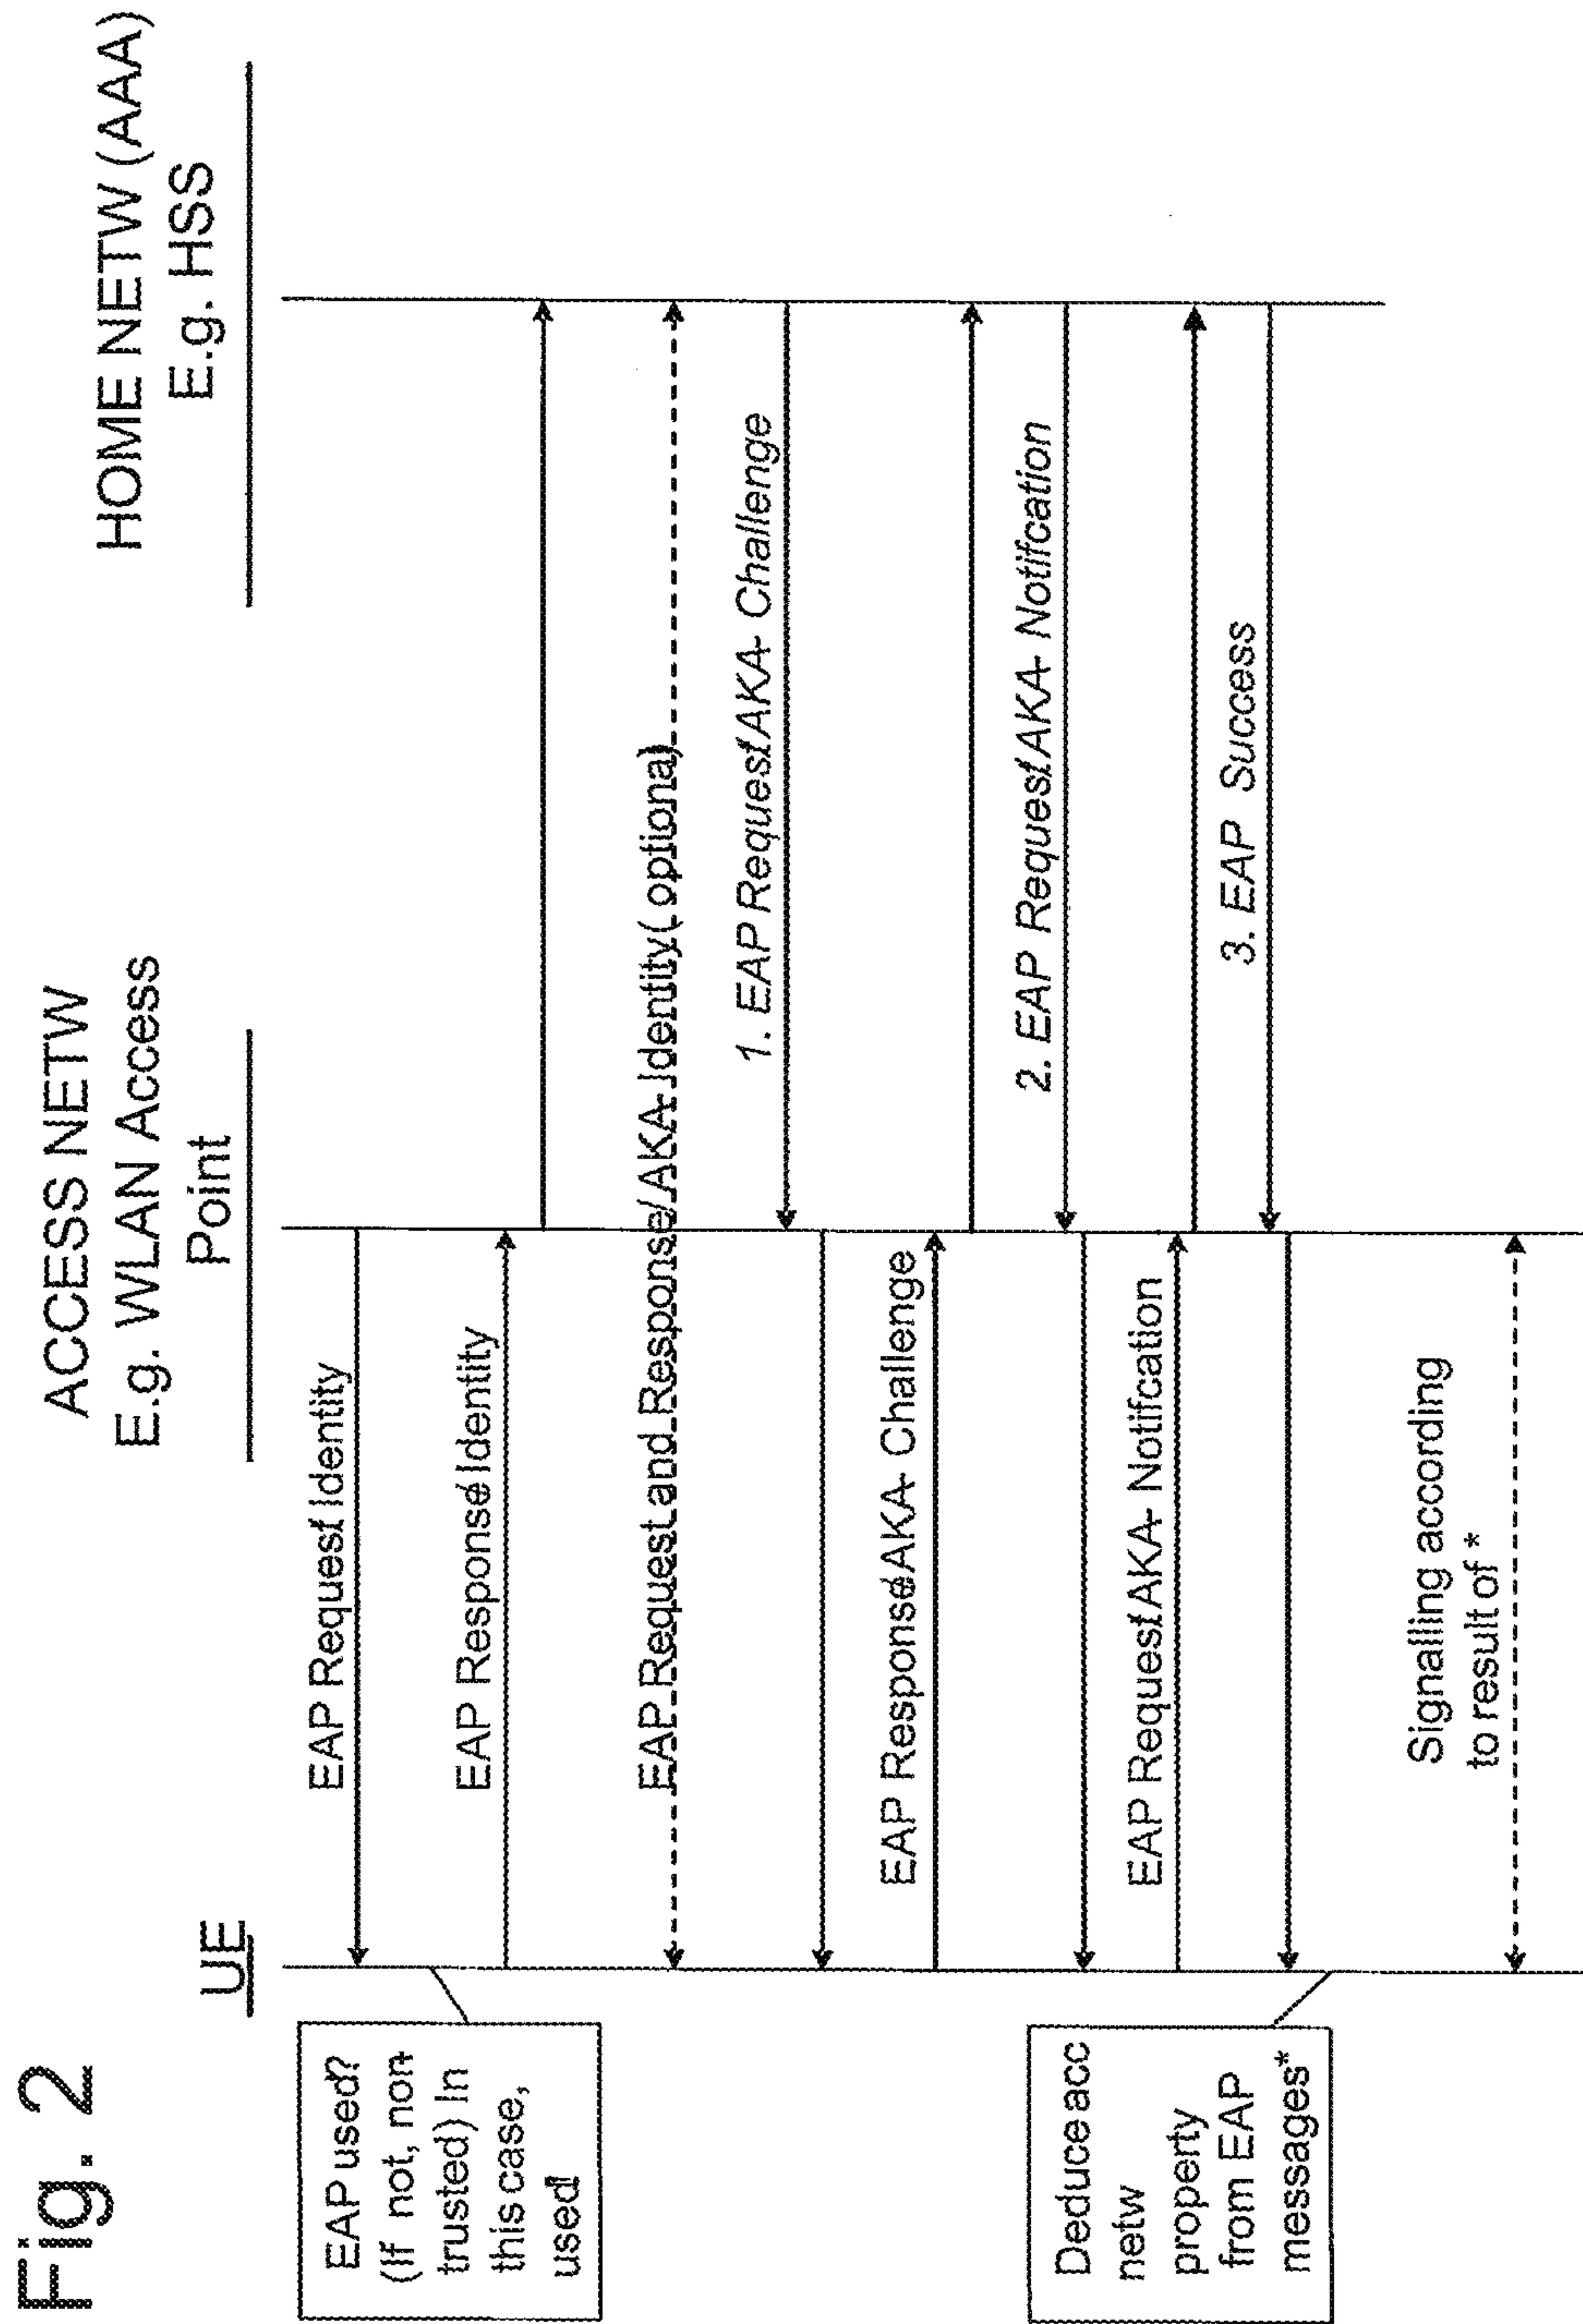 Fig. 2
UE
ACCESS NETW
E.g. WLAN Access
Point
HOME NETW (AAA)
E.g. HSS
EAP used?
(If not, non-
trusted) In
this case,
used!
EAP Request/ Identity
EAP Response/ Identity
EAP Request and Response/ AKA- Identity( optional)
1. EAP Request/AKA- Challenge
EAP Response/AKA- Challenge
2. EAP Request/AKA- Notifcation
EAP Request/AKA- Notifcation
3. EAP Success
Deduce acc
netw
property
from EAP
messages*
Signalling according
to result of *